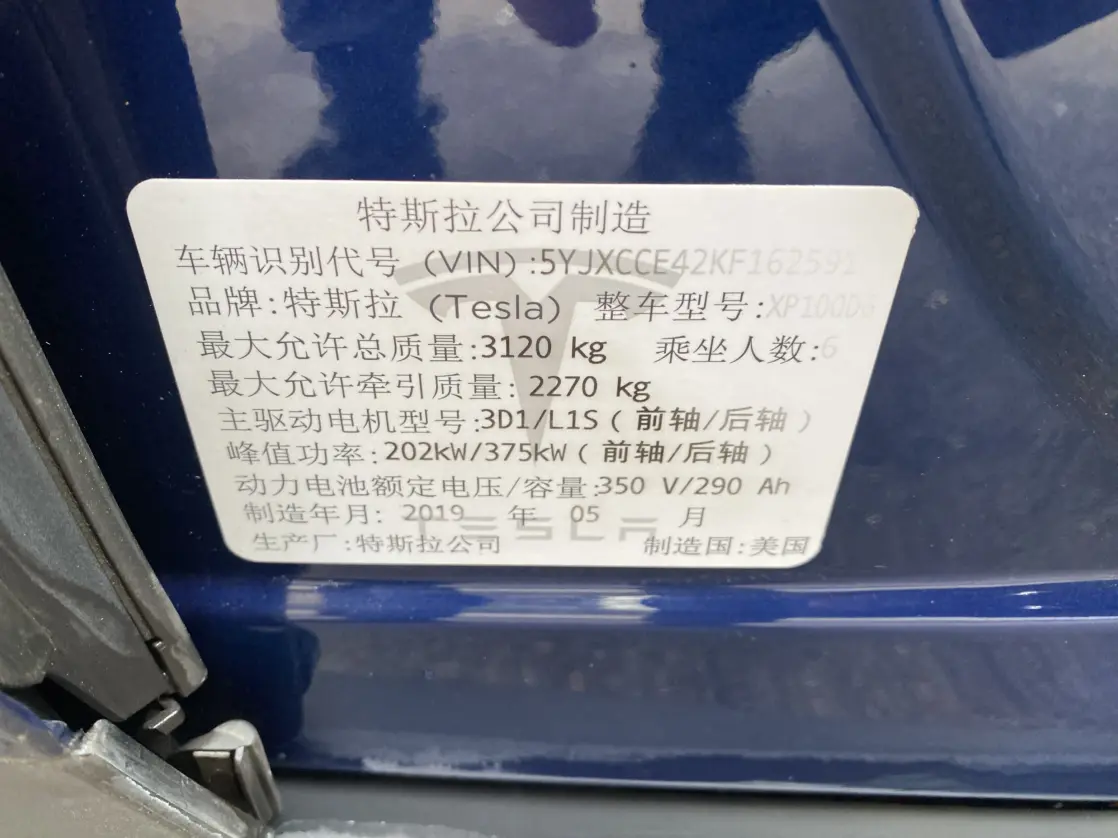 特斯拉公司制造
车辆识别代号 (VIN):5YJXCCE42KF162591
品牌:特斯拉 (Tesla) 整车型号:XP100D6
最大允许总质量:3120 kg 乘坐人数:6
最大允许牵引质量: 2270 kg
主驱动电机型号:3D1/L1S ( 前轴/后轴 )
峰值功率:202kW/375kW ( 前轴/后轴 )
动力电池额定电压/容量:350 V/290 Ah
制造年月: 2019 年 05 月
TESLA
生产厂:特斯拉公司 制造国:美国